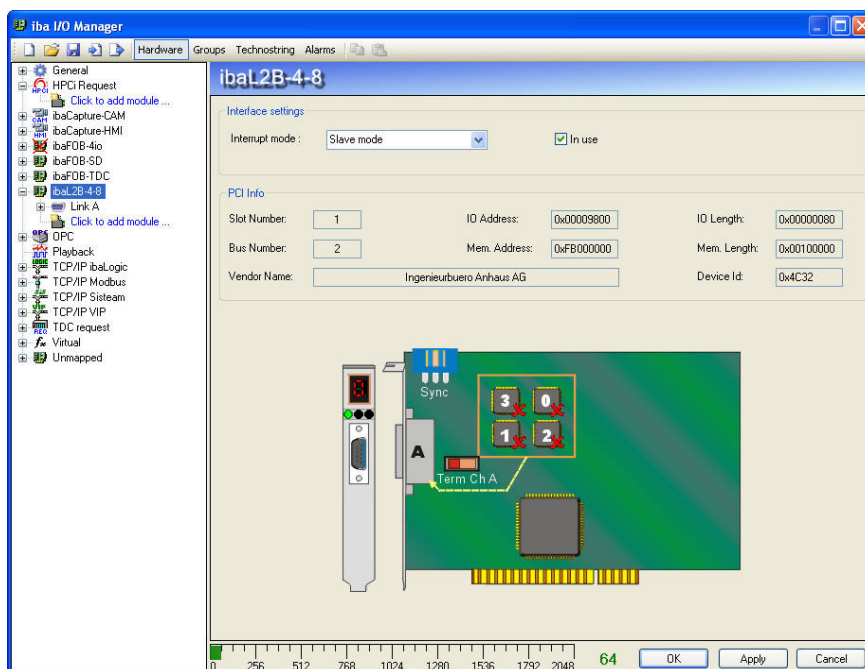 iba I/O Manager
Hardware Groups Technostring Alarms
General
HPCi Request
Click to add module ...
ibaCapture-CAM
ibaCapture-HMI
ibaFOB-4io
ibaFOB-SD
ibaFOB-TDC
ibaL2B-4-8
Link A
Click to add module ...
OPC
Playback
TCP/IP ibaLogic
TCP/IP Modbus
TCP/IP Sisteam
TCP/IP VIP
TDC request
Virtual
Unmapped
ibaL2B-4-8
Interface settings
Interrupt mode : Slave mode In use
PCI Info
Slot Number: 1 IO Address: 0x00009800 IO Length: 0x00000080
Bus Number: 2 Mem. Address: 0xFB000000 Mem. Length: 0x00100000
Vendor Name: Ingenieurbuero Anhaus AG Device Id: 0x4C32
Sync
3 0
1 2
A
Term Ch A
0 256 512 768 1024 1280 1536 1792 2048
64 OK Apply Cancel